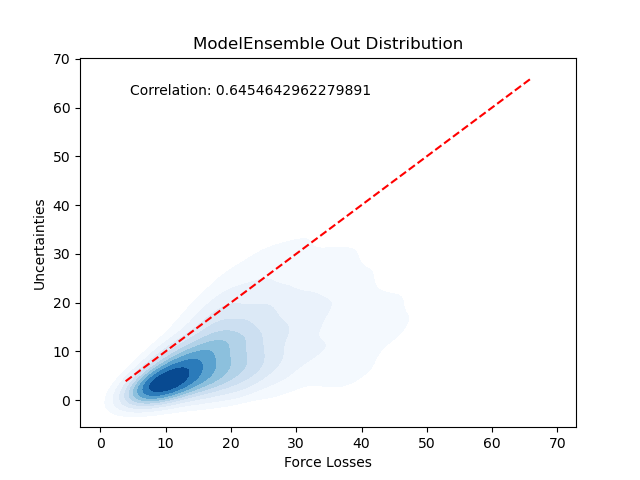 ModelEnsemble Out Distribution
Correlation: 0.6454642962279891
Uncertainties
70
60
50
40
30
20
10
0
0 10 20 30 40 50 60 70
Force Losses